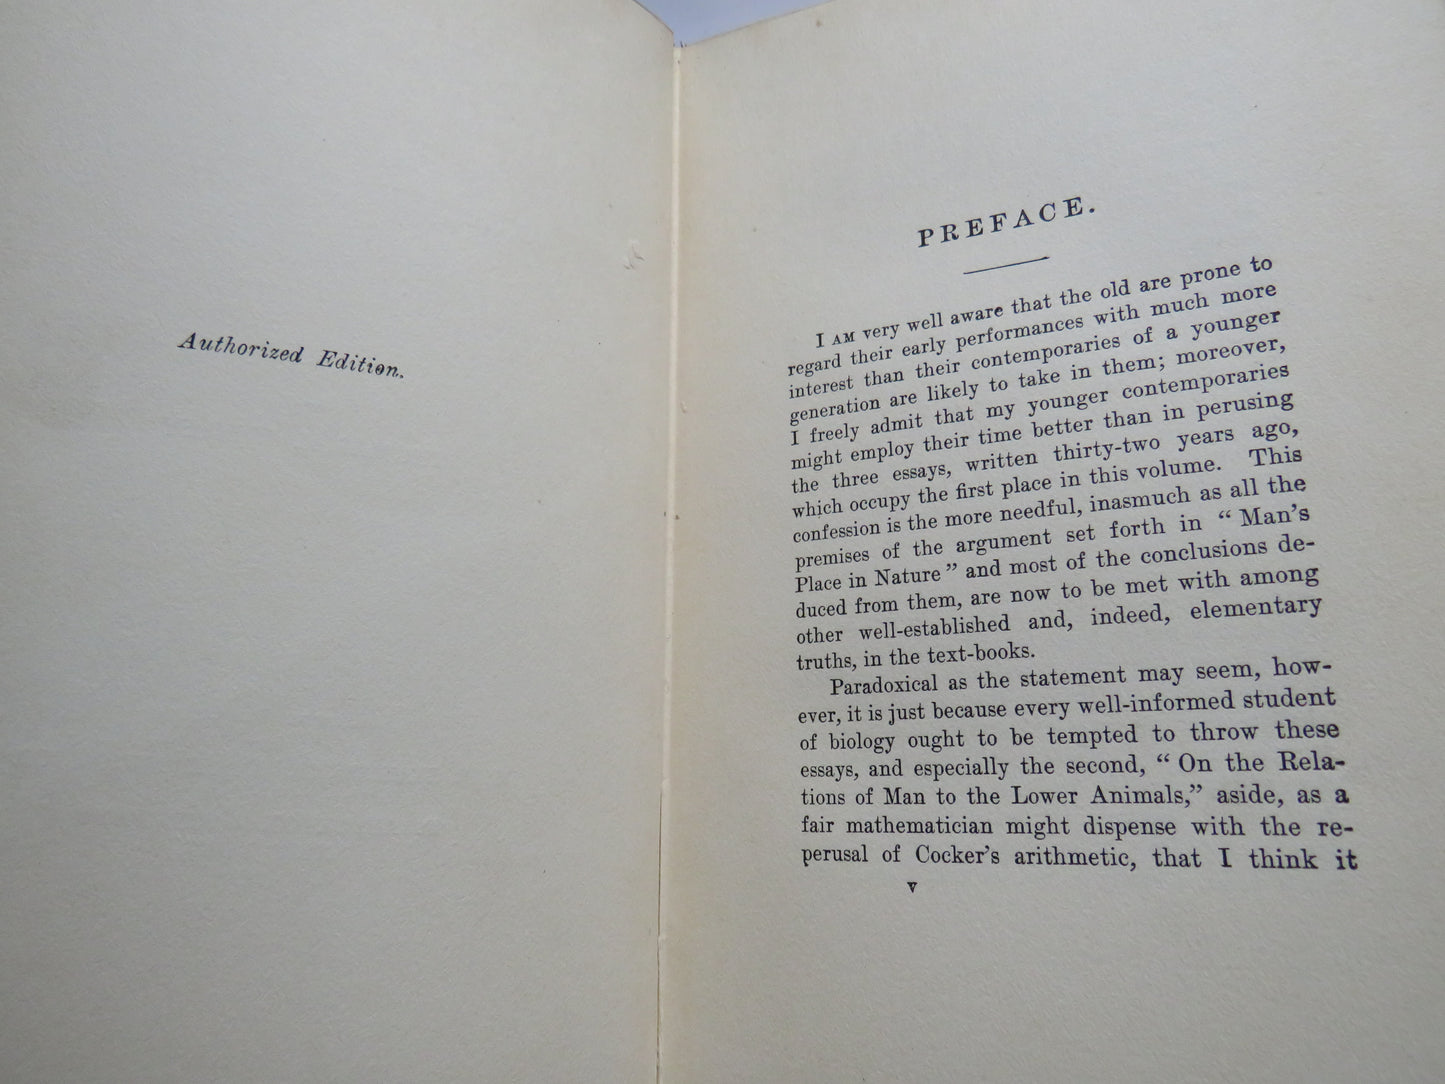 Authorized Edition.
PREFACE.
I AM very well aware that the old are prone to
regard their early performances with much more
interest than their contemporaries of a younger
generation are likely to take in them; moreover,
I freely admit that my younger contemporaries
might employ their time better than in perusing
the three essays, written thirty-two years ago,
which occupy the first place in this volume. This
confession is the more needful, inasmuch as all the
premises of the argument set forth in “Man’s
Place in Nature” and most of the conclusions de-
duced from them, are now to be met with among
other well-established and, indeed, elementary
truths, in the text-books.
Paradoxical as the statement may seem, how-
ever, it is just because every well-informed student
of biology ought to be tempted to throw these
essays, and especially the second, “On the Rela-
tions of Man to the Lower Animals,” aside, as a
fair mathematician might dispense with the re-
perusal of Cocker’s arithmetic, that I think it
v